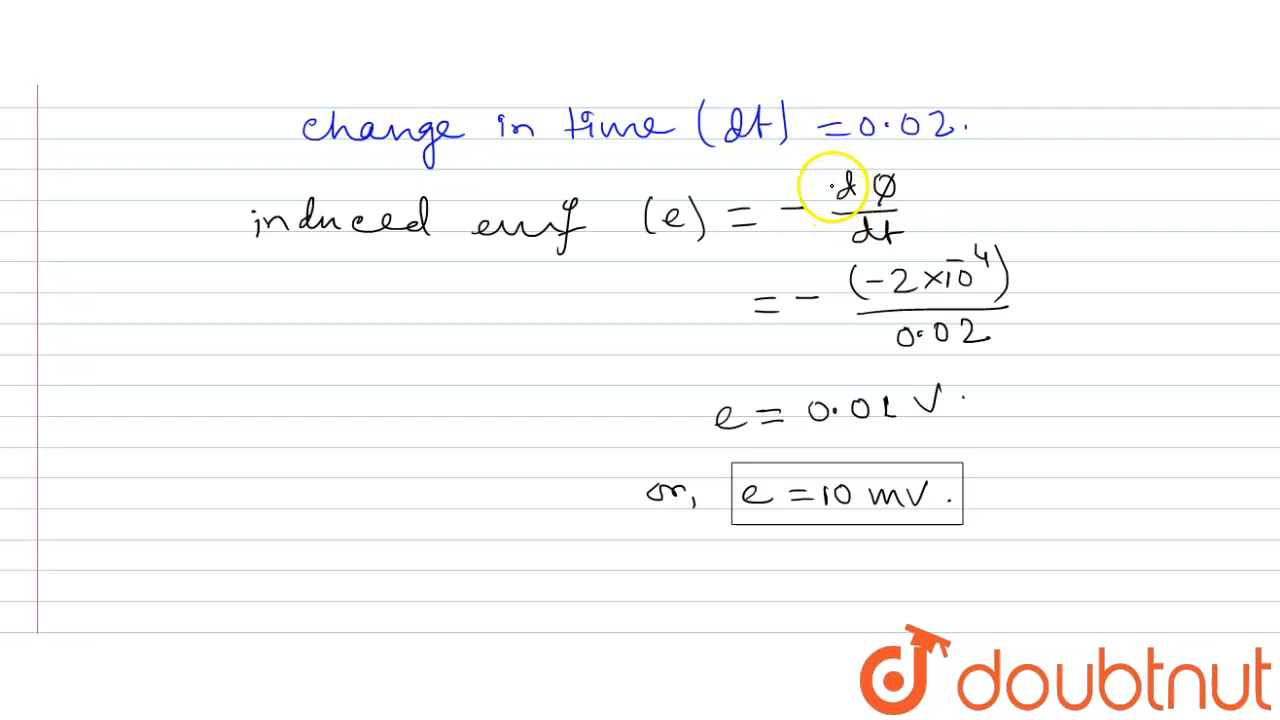 change in time (dt) = 0.02.
induced emf (e) = - dφ/dt
= - (-2×10⁻⁴)/0.02
e = 0.01 V.
or, e = 10 mV.
doubtnut